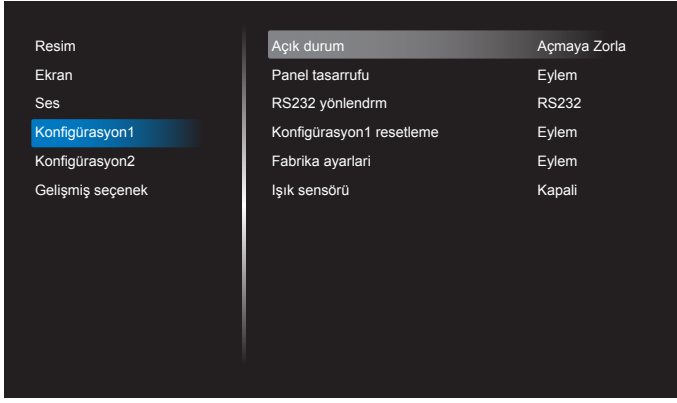 Resim
Ekran
Ses
Konfigürasyon1
Konfigürasyon2
Gelişmiş seçenek
Açık durum Açmaya Zorla
Panel tasarrufu Eylem
RS232 yönlendrm RS232
Konfigürasyon1 resetleme Eylem
Fabrika ayarlari Eylem
Işık sensörü Kapali